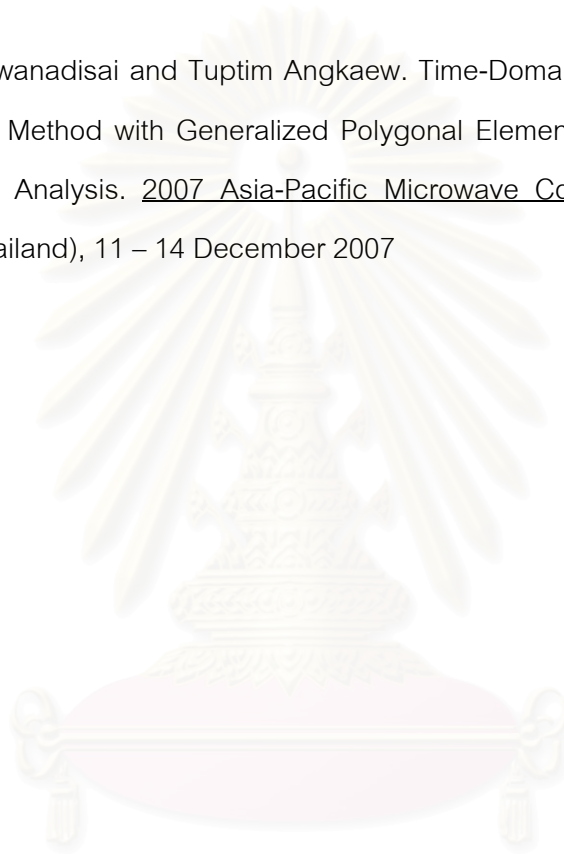 wanadisai and Tuptim Angkaew. Time-Doma
Method with Generalized Polygonal Elemen
Analysis. 2007 Asia-Pacific Microwave Co
ailand), 11 – 14 December 2007